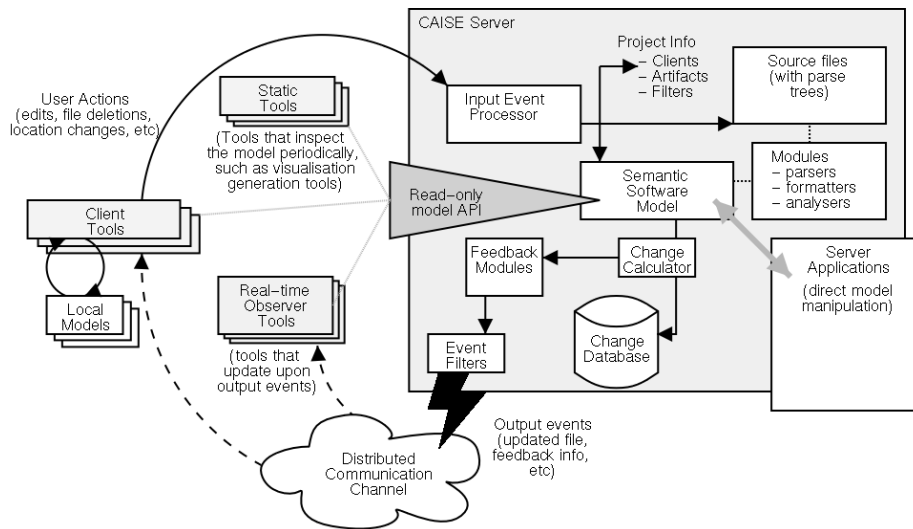 CAISE Server
Project Info
– Clients
– Artifacts
– Filters
Source files
(with parse
trees)
User Actions
(edits, file deletions,
location changes, etc)
Static
Tools
Input Event
Processor
(Tools that inspect
the model periodically,
such as visualisation
generation tools)
Modules
– parsers
– formatters
– analysers
Read–only
model API
Semantic
Software
Model
Client
Tools
Feedback
Modules
Change
Calculator
Server
Applications
(direct model
manipulation)
Real–time
Observer
Tools
Local
Models
(tools that
update upon
output events)
Event
Filters
Change
Database
Output events
(updated file,
feedback info,
etc)
Distributed
Communication
Channel